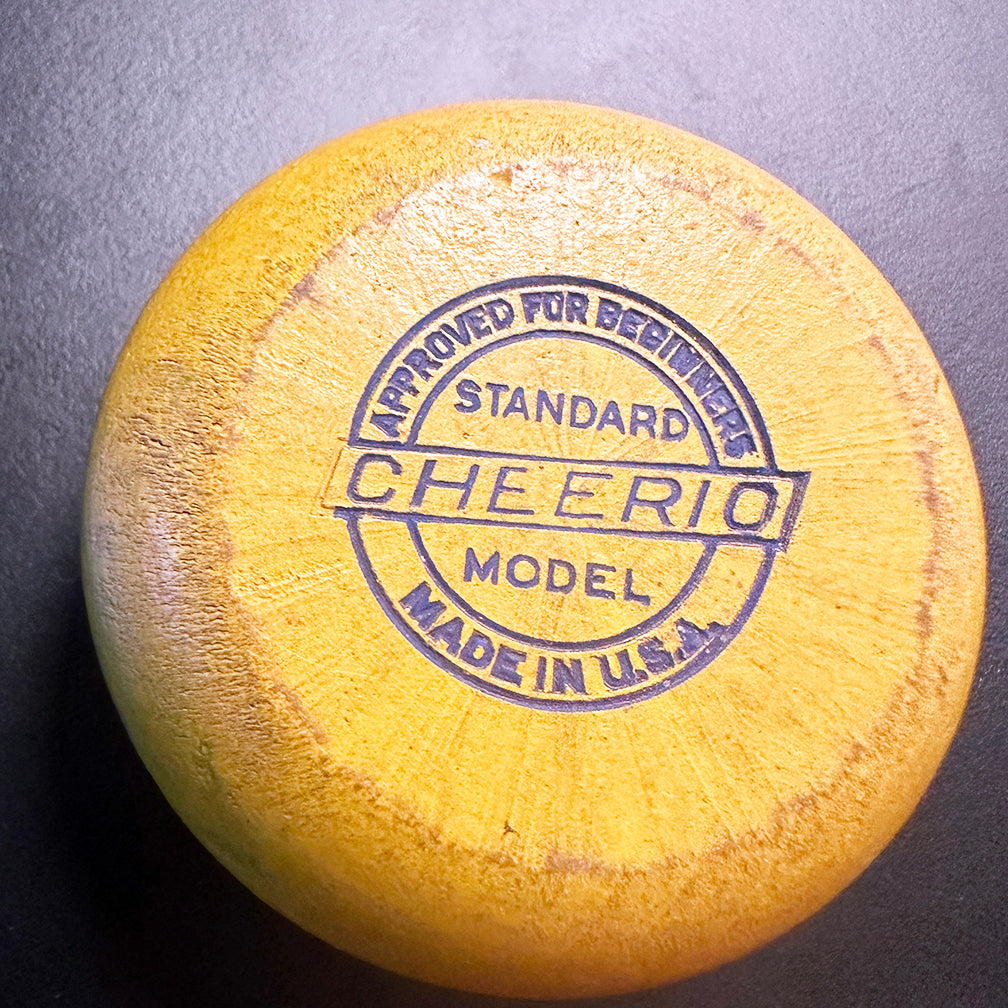 APPROVED FOR BEGINNERS
STANDARD
CHEERIO
MODEL
MADE IN U.S.A.